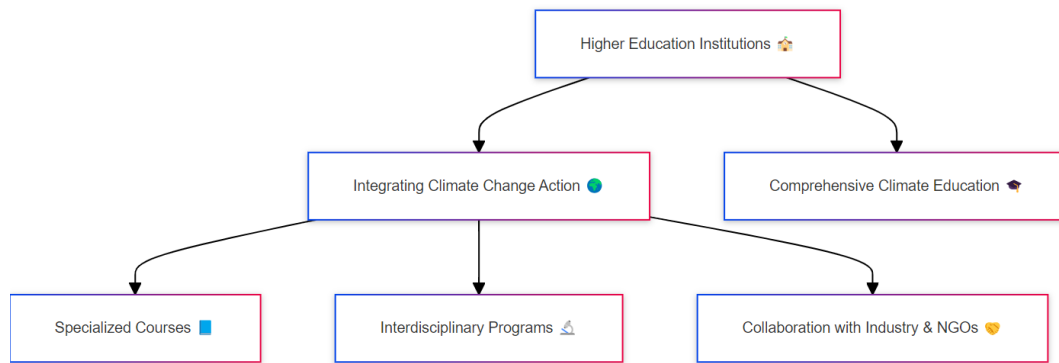 Higher Education Institutions 🏫
Integrating Climate Change Action 🌍
Comprehensive Climate Education 🎓
Specialized Courses 📘
Interdisciplinary Programs 🔬
Collaboration with Industry & NGOs 🤝